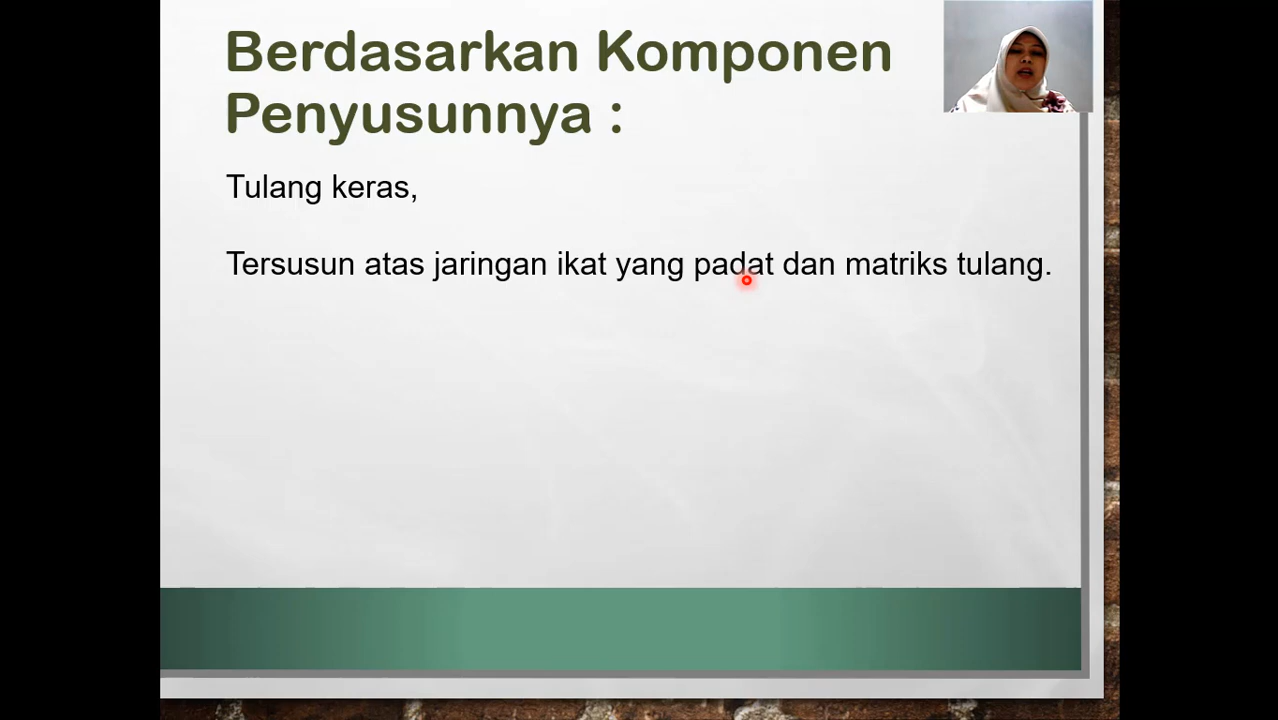 Berdasarkan Komponen
Penyusunnya :
Tulang keras,
Tersusun atas jaringan ikat yang padat dan matriks tulang.